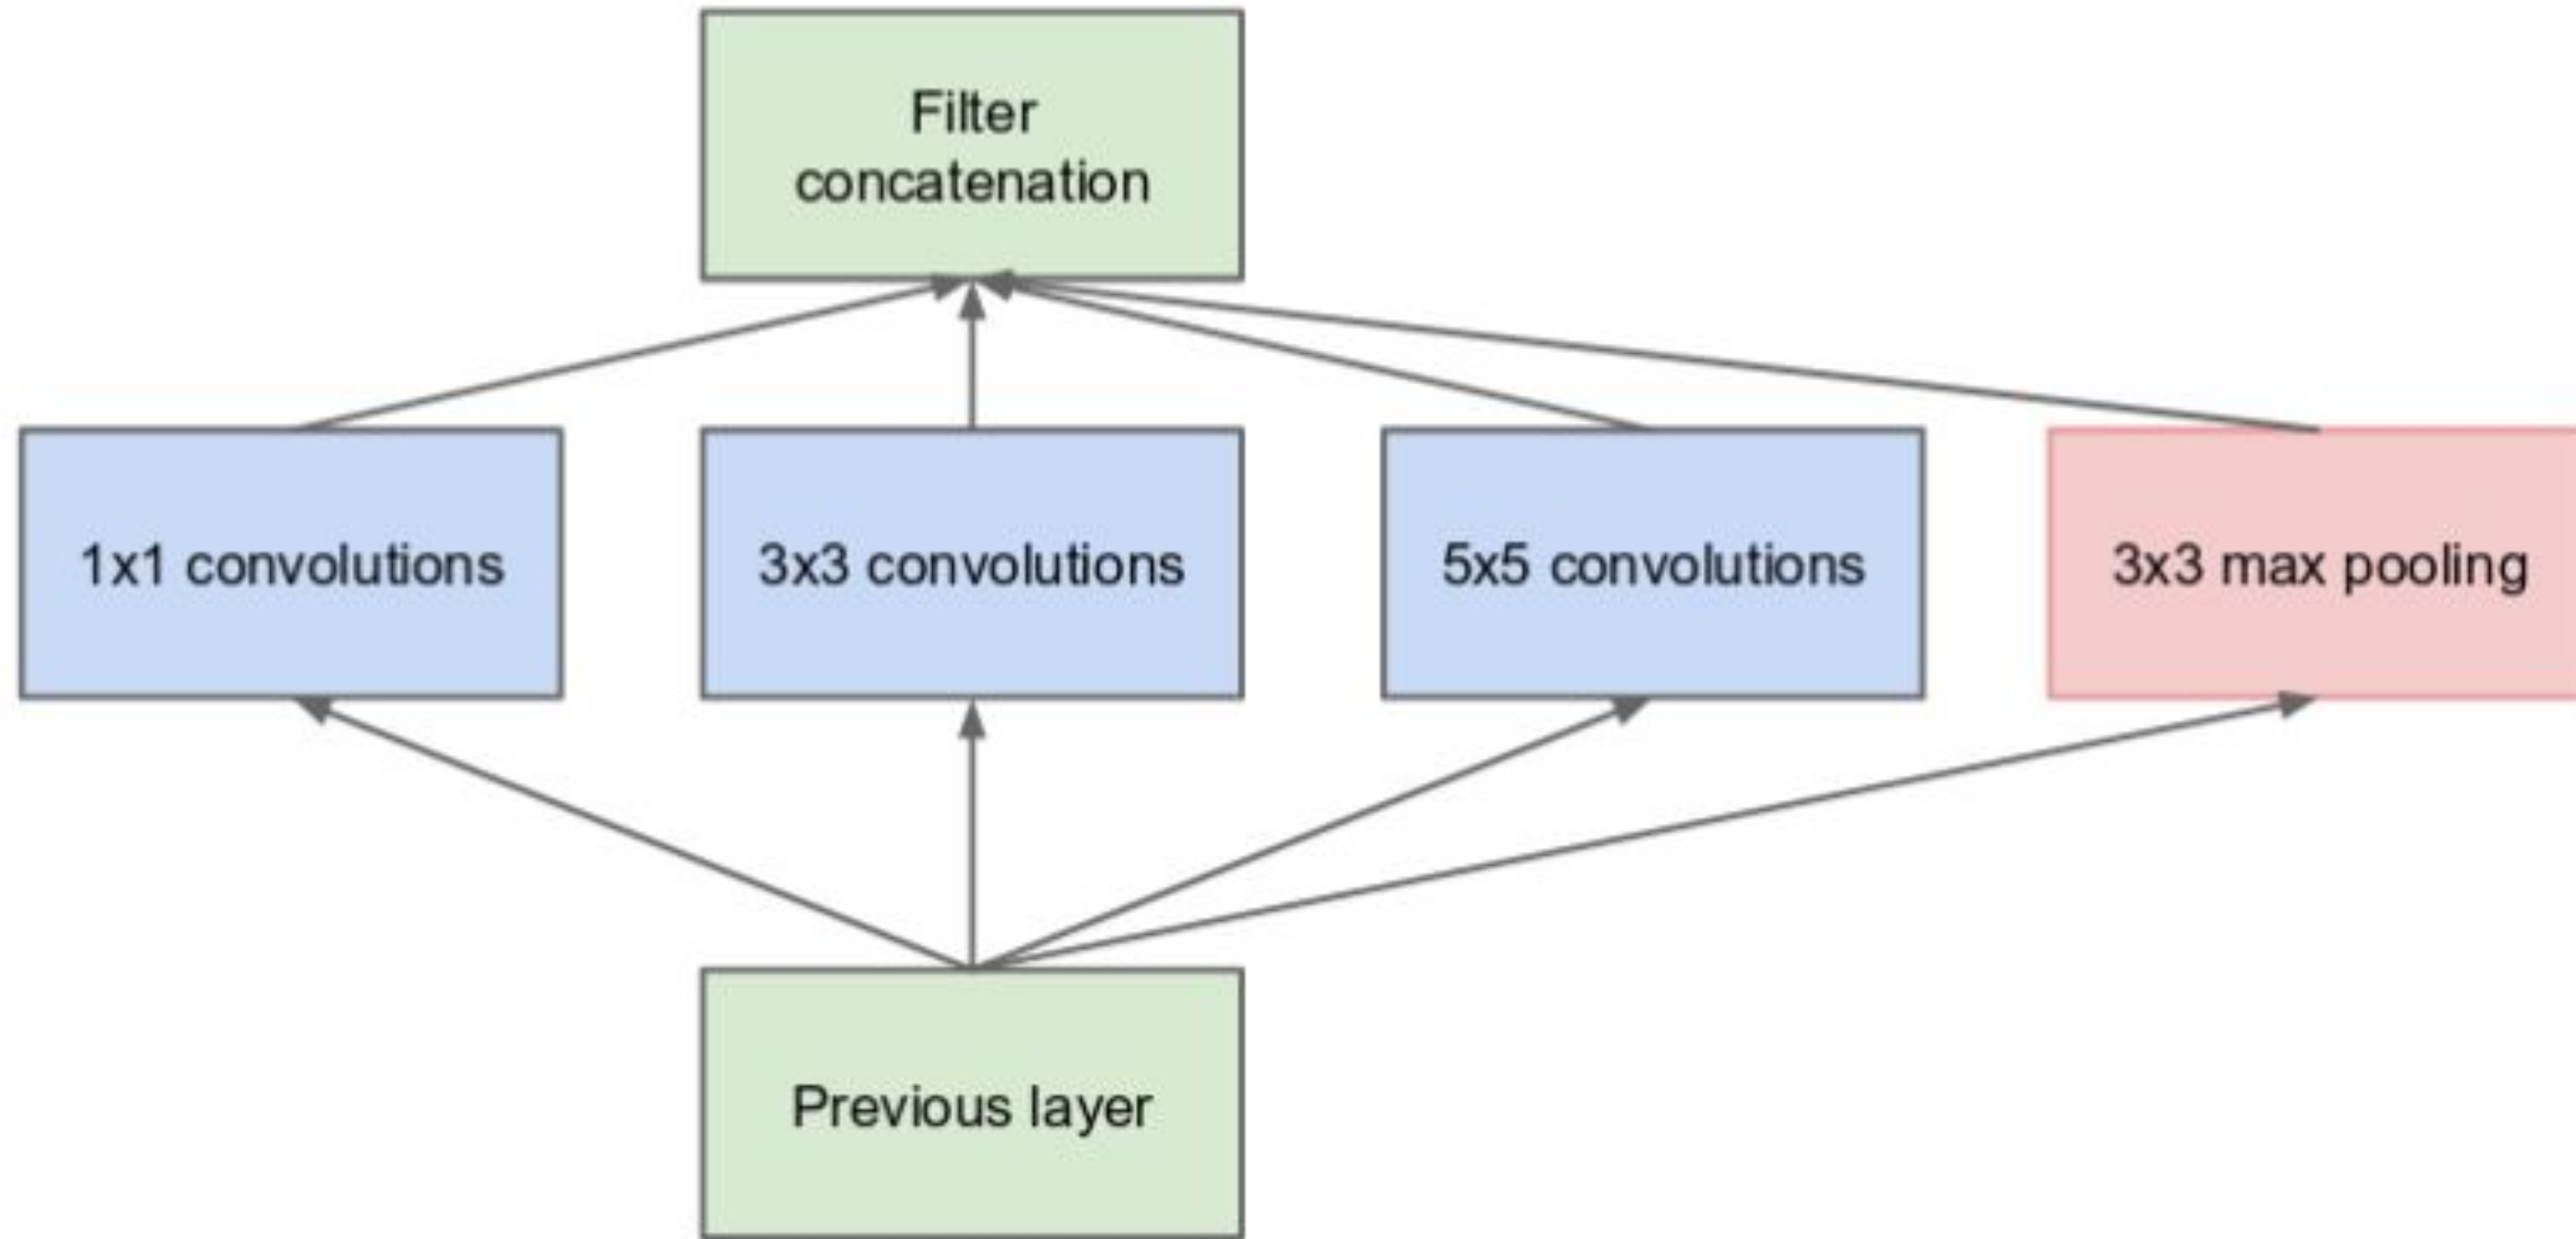 Filter
concatenation
1x1 convolutions
3x3 convolutions
5x5 convolutions
3x3 max pooling
Previous layer